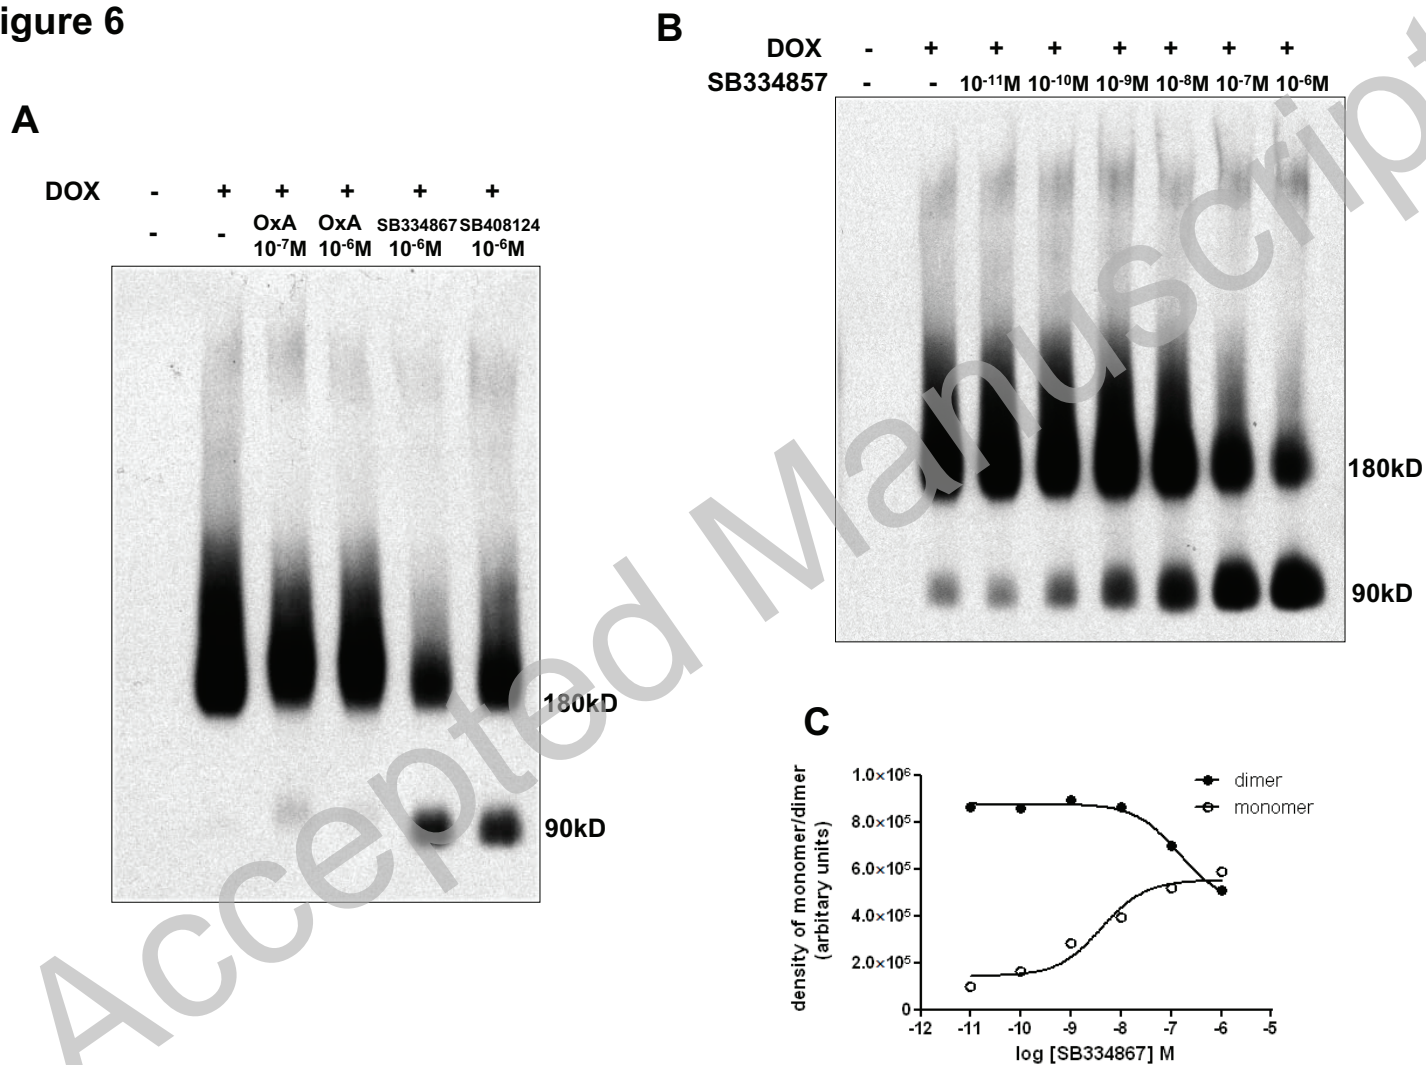 igure 6
A
DOX - + + + + +
- - OxA OxA SB334867 SB408124
10⁻⁷M 10⁻⁶M 10⁻⁶M 10⁻⁶M
180kD
90kD
B
DOX - + + + + + + +
SB334857 - - 10⁻¹¹M 10⁻¹⁰M 10⁻⁹M 10⁻⁸M 10⁻⁷M 10⁻⁶M
180kD
90kD
C
density of monomer/dimer
(arbitary units)
1.0×10⁶
8.0×10⁵
6.0×10⁵
4.0×10⁵
2.0×10⁵
0
-12 -11 -10 -9 -8 -7 -6 -5
log [SB334867] M
dimer
monomer
Accepted Manuscript